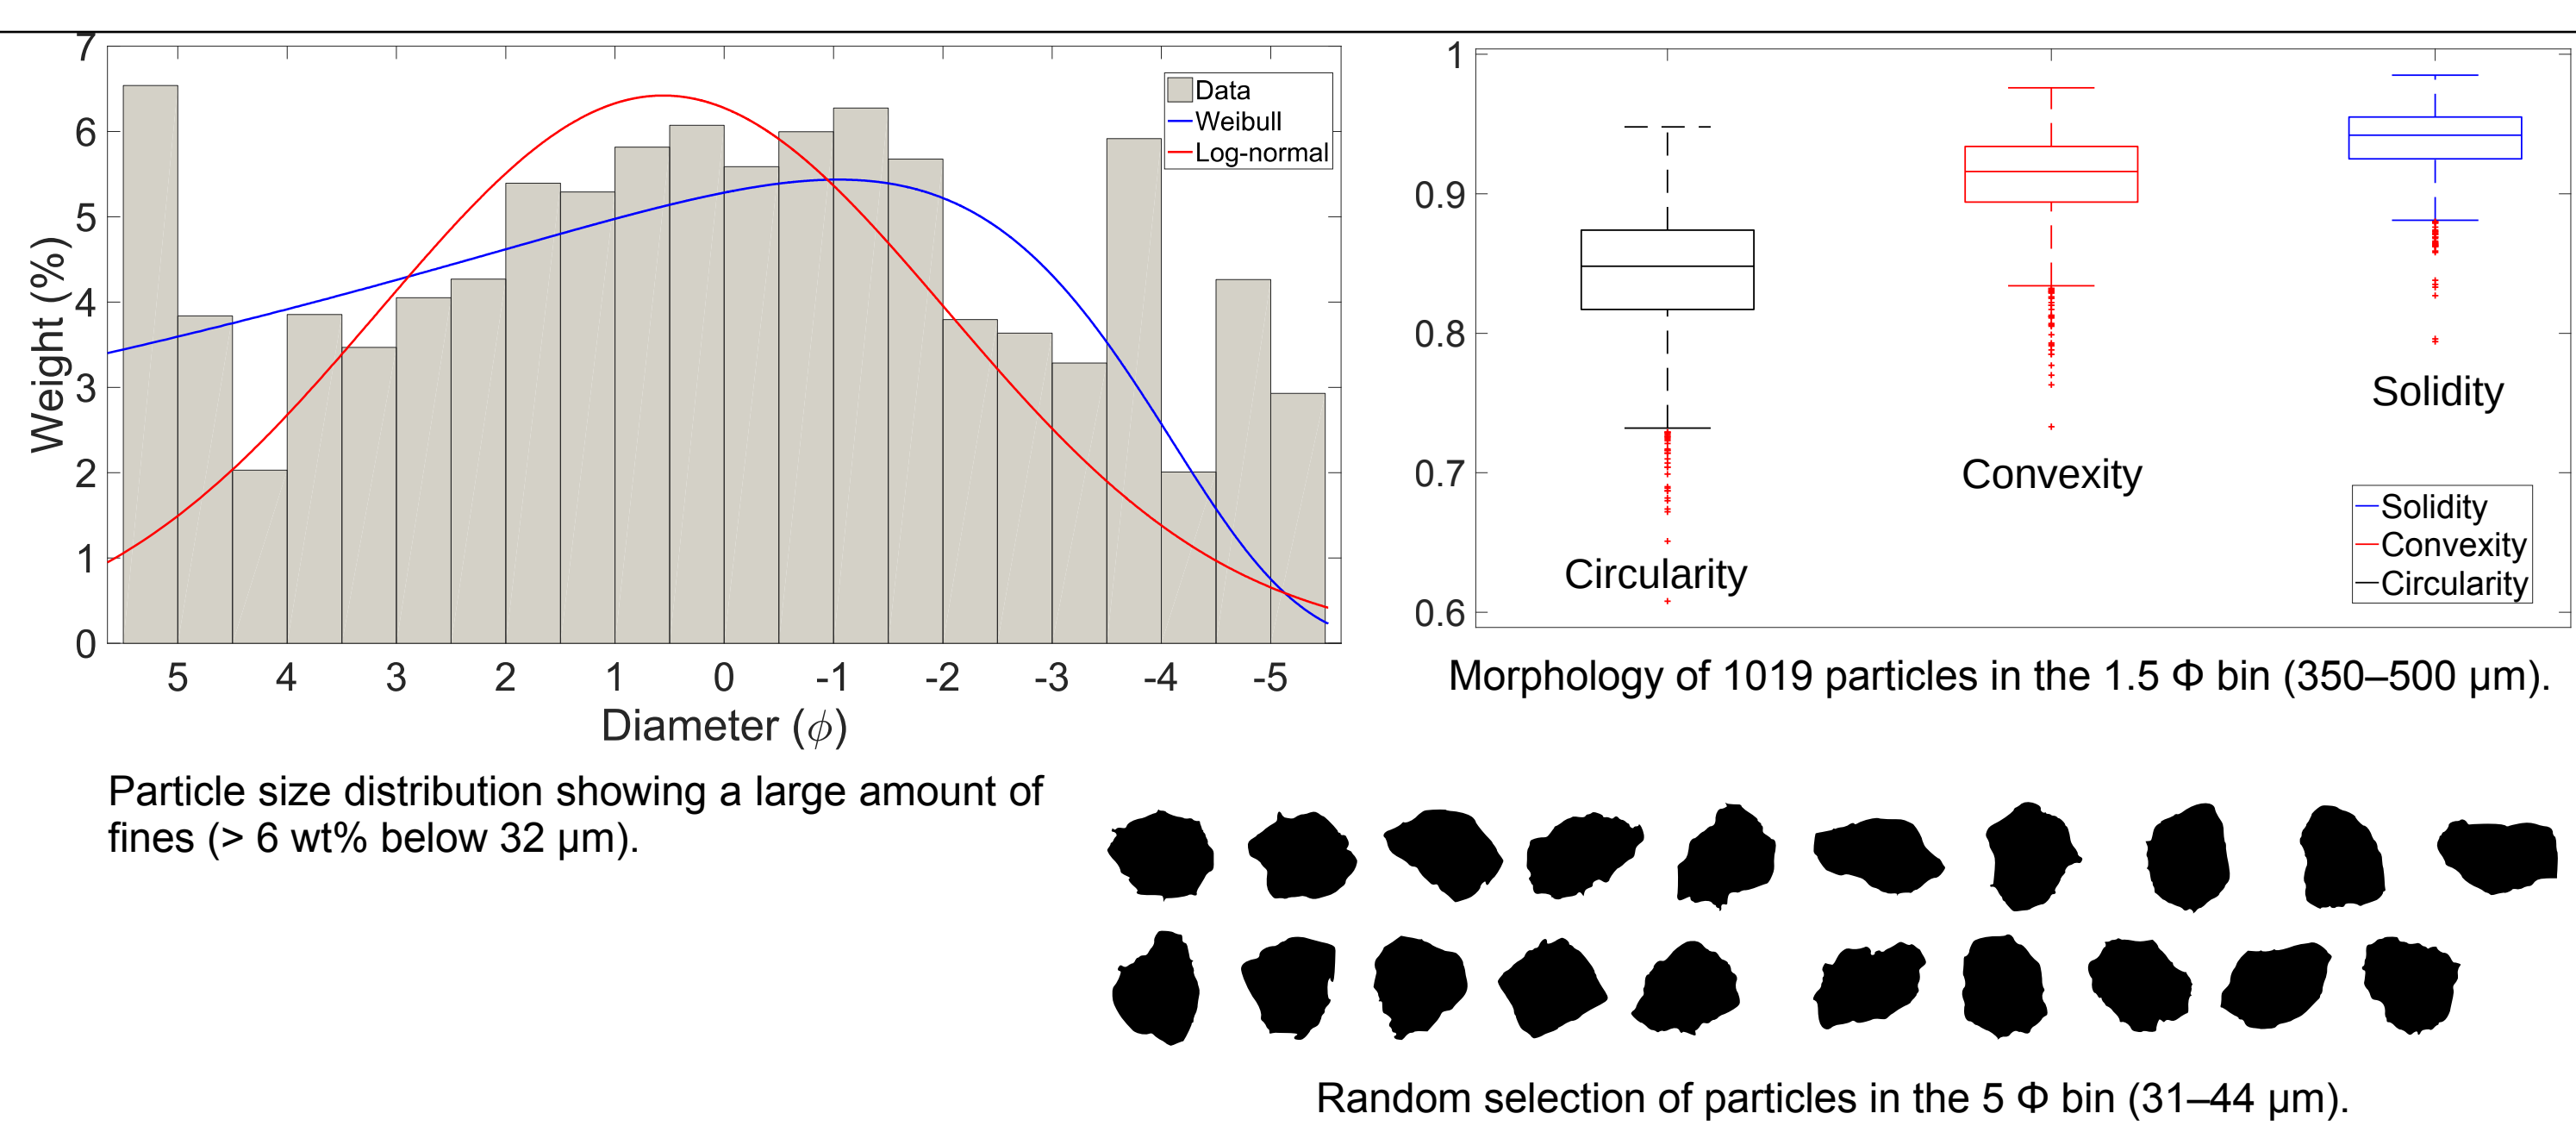 7
6
5
4
3
2
1
0
Weight (%)
Data
Weibull
Log-normal
5 4 3 2 1 0 -1 -2 -3 -4 -5
Diameter (ϕ)
Particle size distribution showing a large amount of
fines (> 6 wt% below 32 μm).
1
0.9
0.8
0.7
0.6
Circularity
Convexity
Solidity
Solidity
Convexity
Circularity
Morphology of 1019 particles in the 1.5 Φ bin (350–500 μm).
Random selection of particles in the 5 Φ bin (31–44 μm).